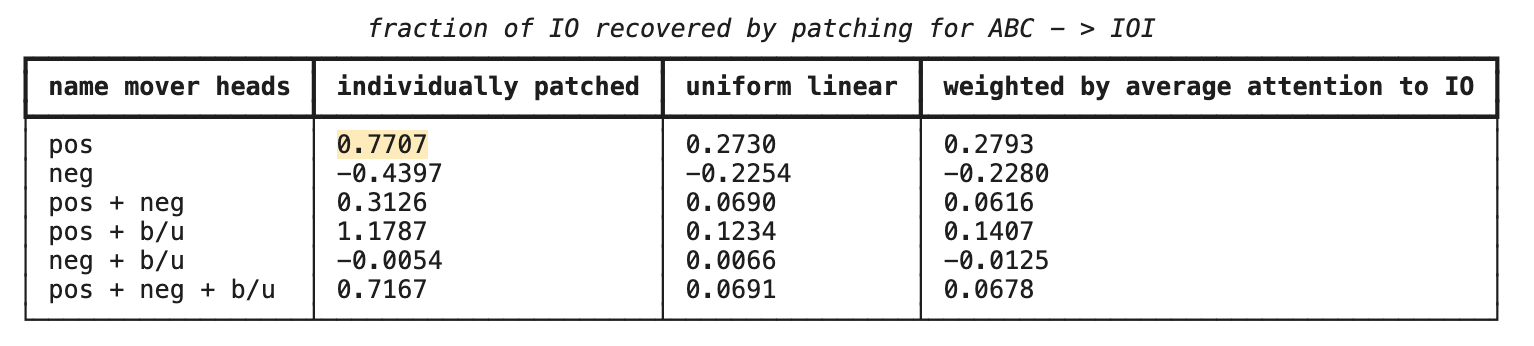 fraction of IO recovered by patching for ABC - > IOI
name mover heads individually patched uniform linear weighted by average attention to IO
pos 0.7707 0.2730 0.2793
neg -0.4397 -0.2254 -0.2280
pos + neg 0.3126 0.0690 0.0616
pos + b/u 1.1787 0.1234 0.1407
neg + b/u -0.0054 0.0066 -0.0125
pos + neg + b/u 0.7167 0.0691 0.0678